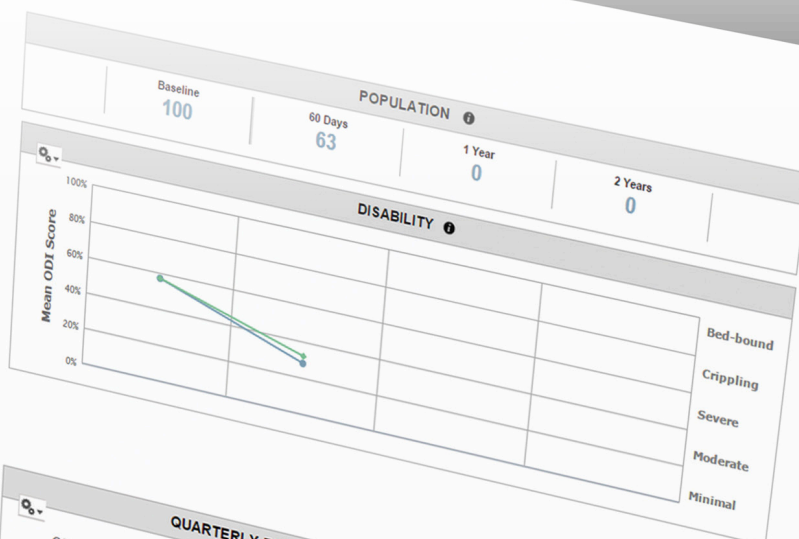 POPULATION
Baseline
100
60 Days
63
1 Year
0
2 Years
0
DISABILITY
100%
80%
60%
40%
20%
0%
Mean ODI Score
Bed-bound
Crippling
Severe
Moderate
Minimal
QUARTERLY